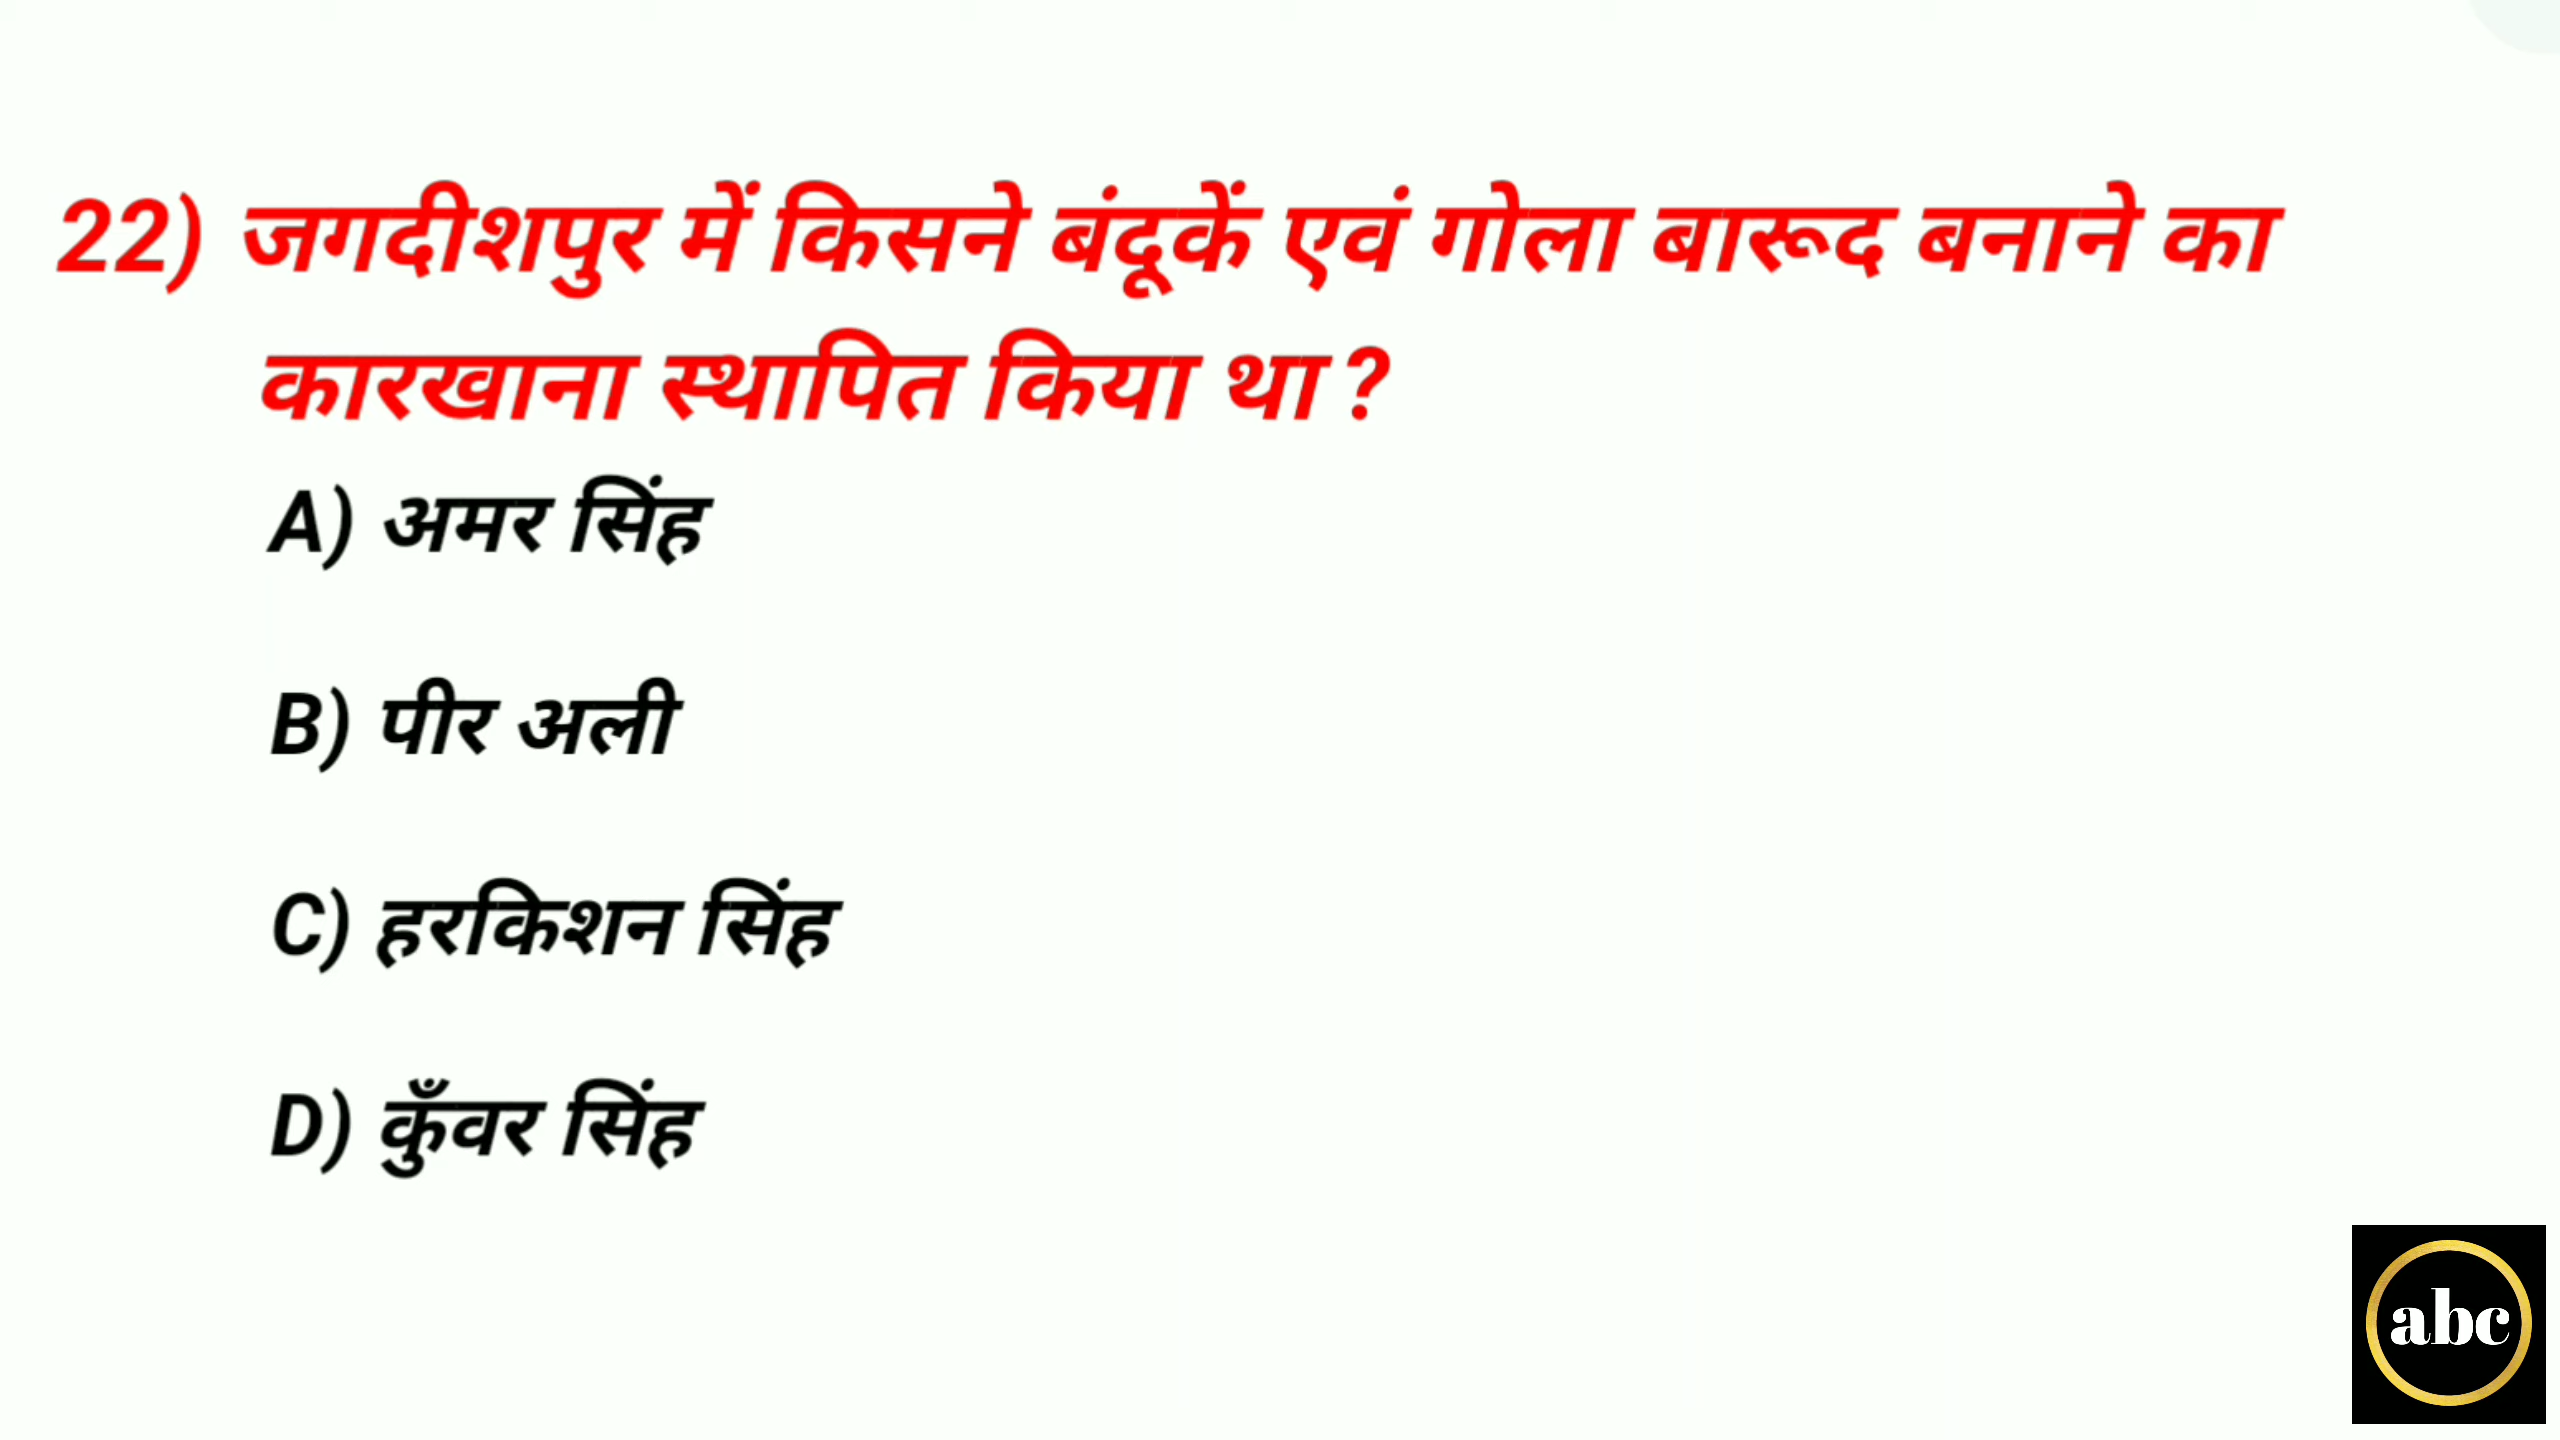 22) जगदीशपुर में किसने बंदूकें एवं गोला बारूद बनाने का
कारखाना स्थापित किया था ?
A) अमर सिंह
B) पीर अली
C) हरकिशन सिंह
D) कुँवर सिंह
abc